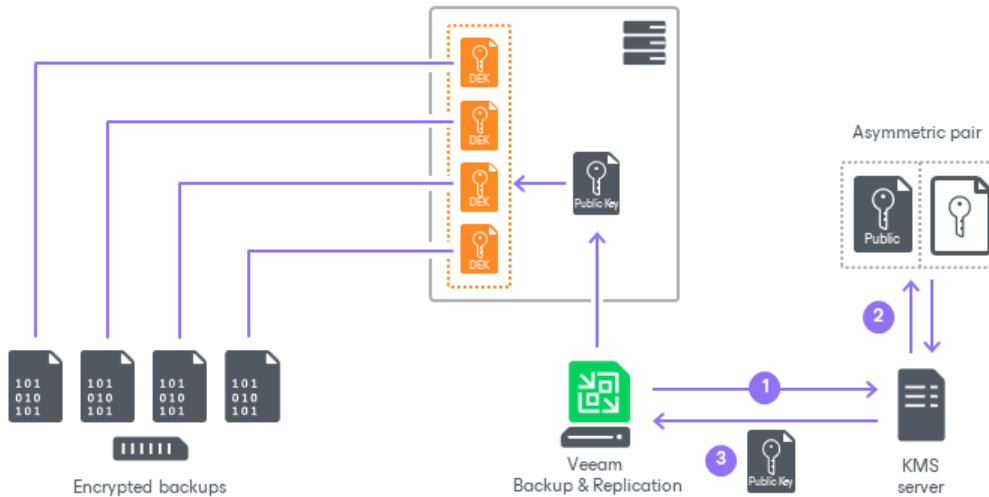 DEK
DEK
DEK
DEK
Public Key
Asymmetric pair
Public
2
1
3
Public Key
101
010
101
101
010
101
101
010
101
101
010
101
Encrypted backups
Veeam
Backup & Replication
KMS
server